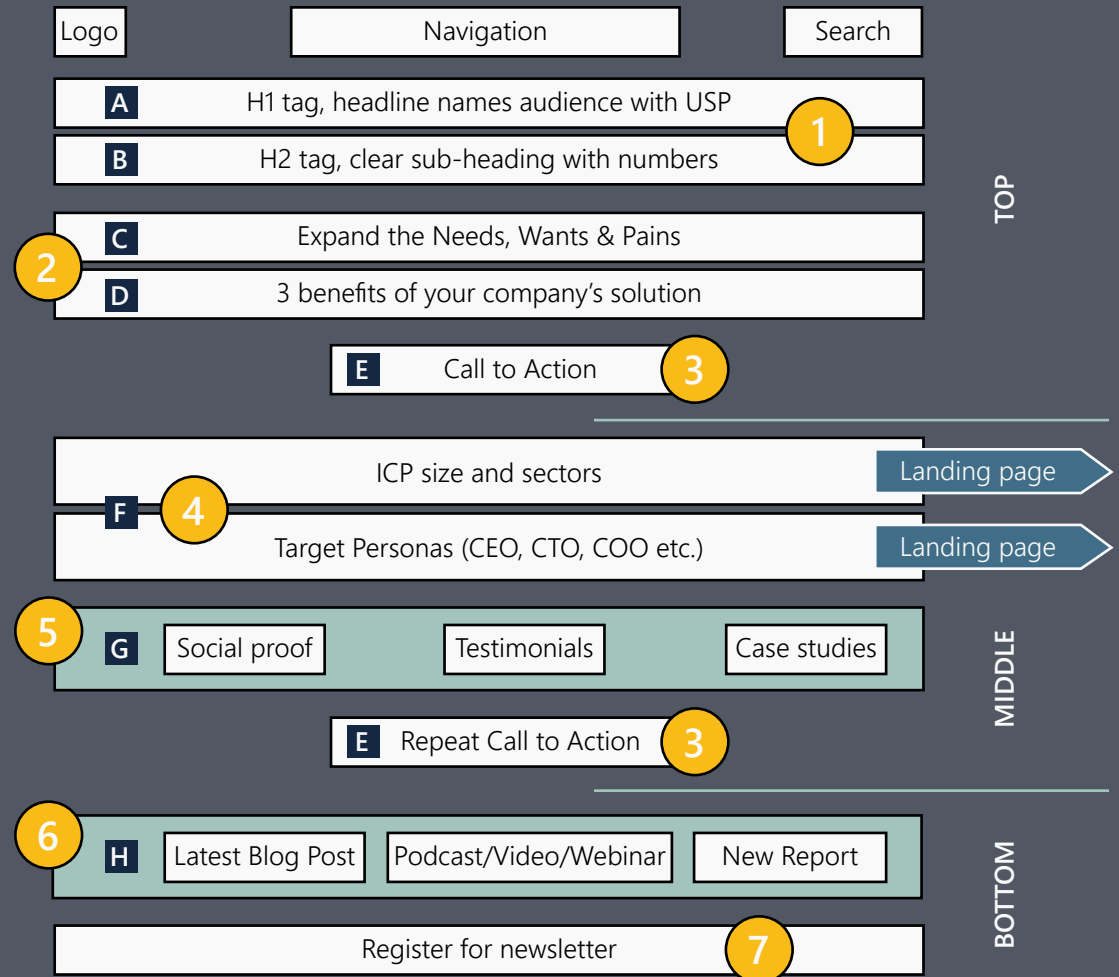 Logo
Navigation
Search
A
H1 tag, headline names audience with USP
1
B
H2 tag, clear sub-heading with numbers
TOP
2
C
Expand the Needs, Wants & Pains
D
3 benefits of your company's solution
E
Call to Action
3
ICP size and sectors
Landing page
F
4
Target Personas (CEO, CTO, COO etc.)
Landing page
5
G
Social proof
Testimonials
Case studies
MIDDLE
E
Repeat Call to Action
3
6
H
Latest Blog Post
Podcast/Video/Webinar
New Report
BOTTOM
Register for newsletter
7